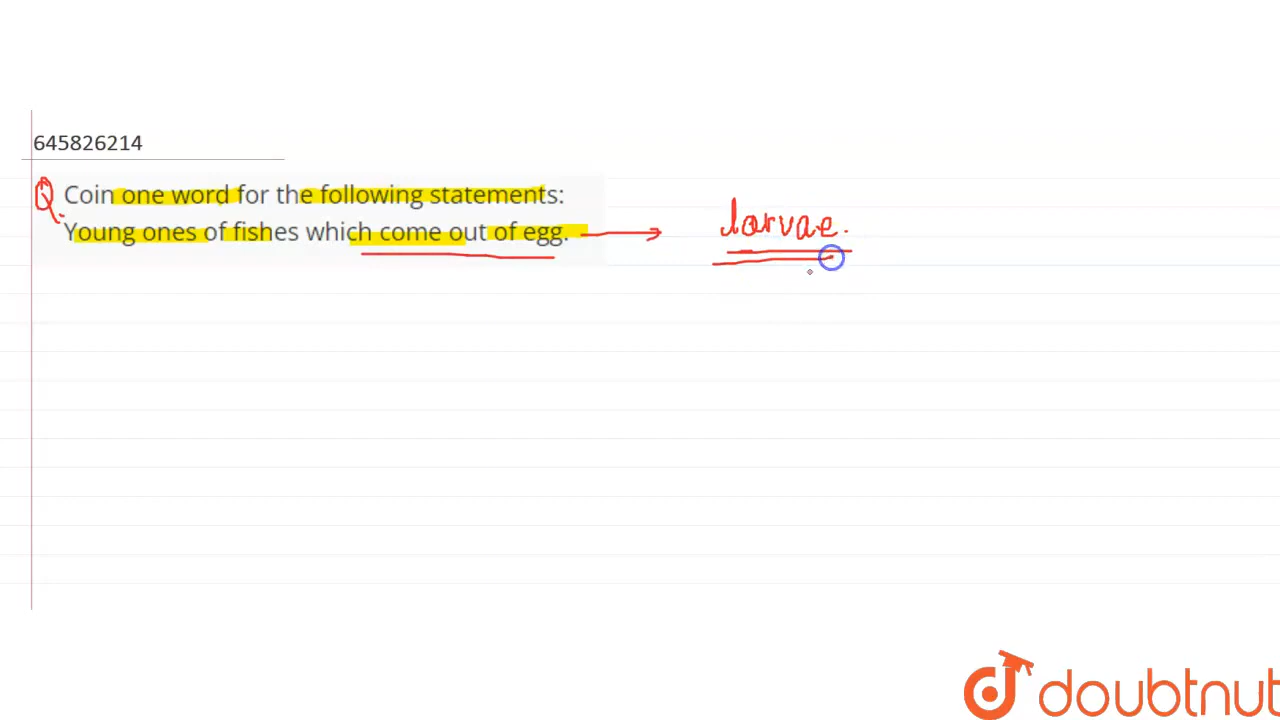 645826214
Q. Coin one word for the following statements:
Young ones of fishes which come out of egg. → larvae.
doubtnut